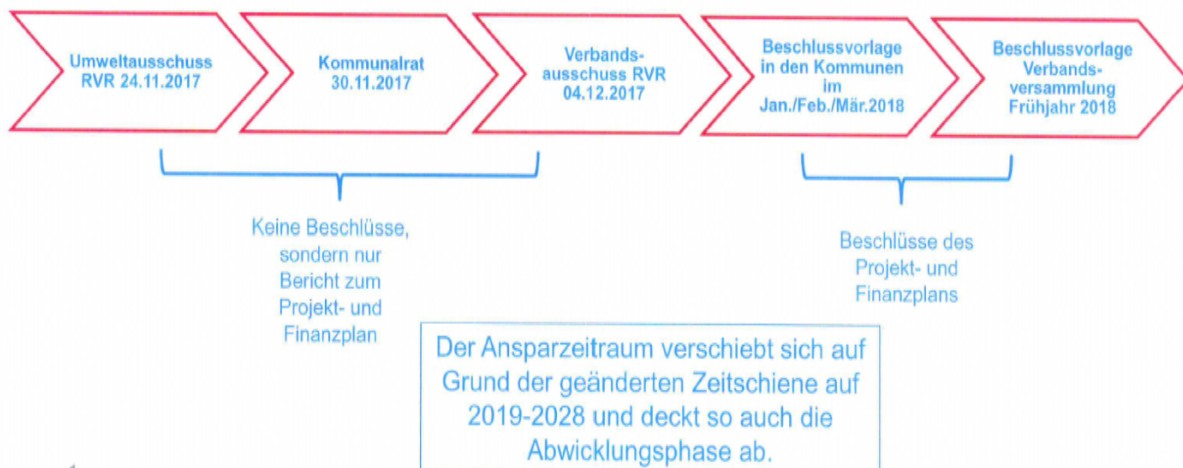 Umweltausschuss
RVR 24.11.2017
Kommunalrat
30.11.2017
Verbands-
ausschuss RVR
04.12.2017
Beschlussvorlage
in den Kommunen
im
Jan./Feb./Mär.2018
Beschlussvorlage
Verbands-
versammlung
Frühjahr 2018
Keine Beschlüsse,
sondern nur
Bericht zum
Projekt- und
Finanzplan
Beschlüsse des
Projekt- und
Finanzplans
Der Ansparzeitraum verschiebt sich auf
Grund der geänderten Zeitschiene auf
2019-2028 und deckt so auch die
Abwicklungsphase ab.